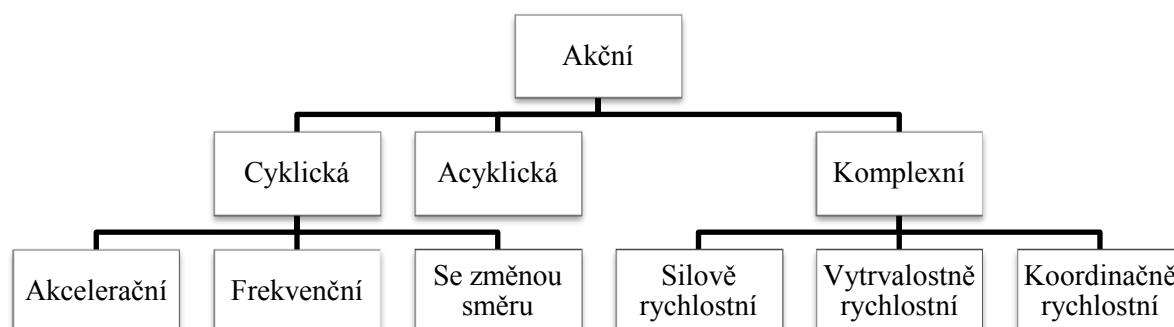 Akční
Cyklická
Acyklická
Komplexní
Akcelerační
Frekvenční
Se změnou
směru
Silově
rychlostní
Vytrvalostně
rychlostní
Koordinačně
rychlostní